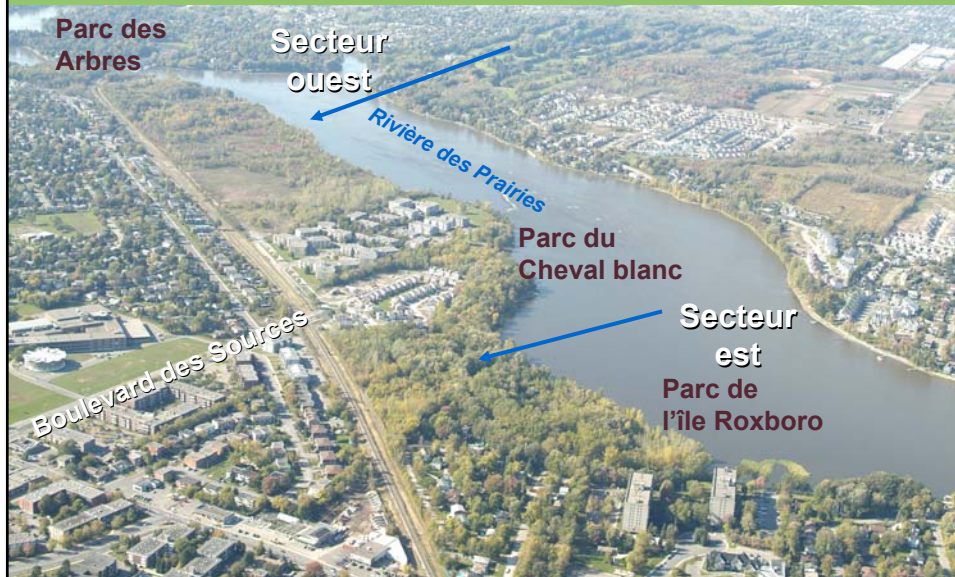 Parc des
Arbres
Secteur
ouest
Rivière des Prairies
Parc du
Cheval blanc
Secteur
est
Parc de
l'île Roxboro
Boulevard des Sources